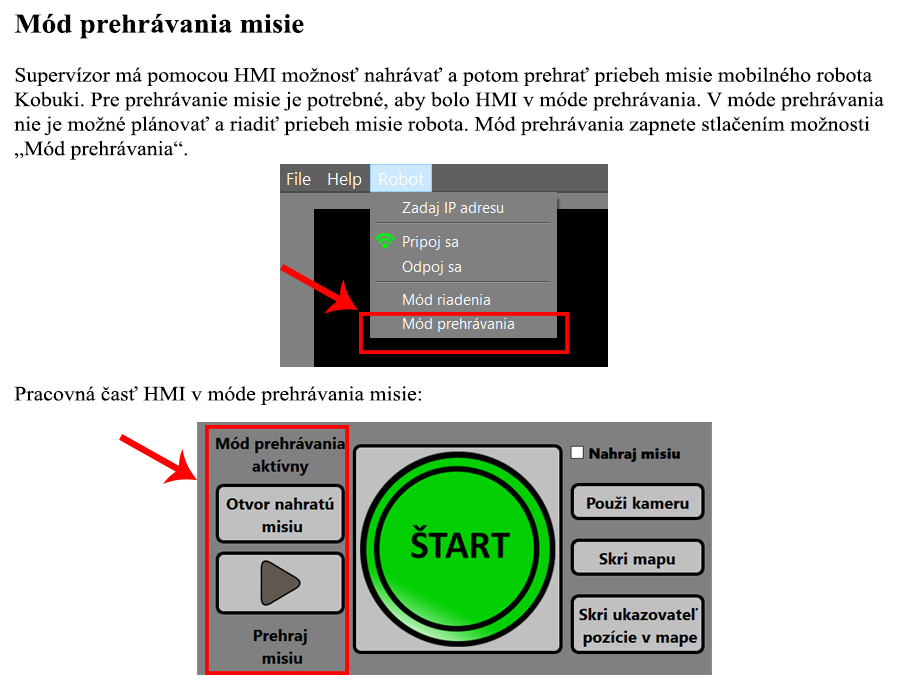 Mód prehrávania misie
Supervízor má pomocou HMI možnosť nahrávať a potom prehrať priebeh misie mobilného robota
Kobuki. Pre prehrávanie misie je potrebné, aby bolo HMI v móde prehrávania. V móde prehrávania
nie je možné plánovať a riadiť priebeh misie robota. Mód prehrávania zapnete stlačením možnosti
„Mód prehrávania“.
File Help Robot
Zadaj IP adresu
Pripoj sa
Odpoj sa
Mód riadenia
Mód prehrávania
Pracovná časť HMI v móde prehrávania misie:
Mód prehrávania
aktívny
Otvor nahratú
misiu
Prehraj
misiu
ŠTART
Nahraj misiu
Použi kameru
Skri mapu
Skri ukazovateľ
pozície v mape